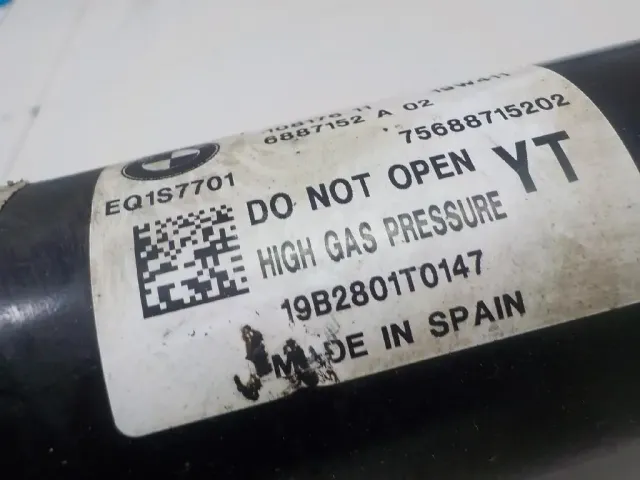 6887152 A 02
75688715202
EQ1S7701
DO NOT OPEN
YT
HIGH GAS PRESSURE
19B2801T0147
MADE IN SPAIN